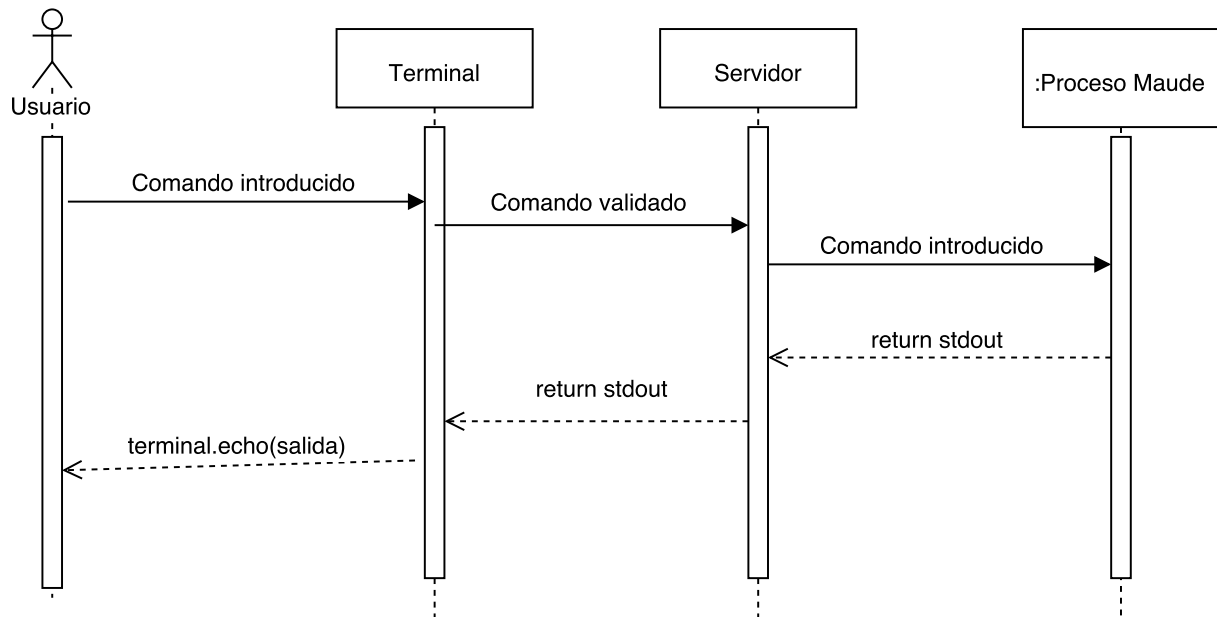 Usuario
Terminal
Servidor
:Proceso Maude
Comando introducido
Comando validado
Comando introducido
return stdout
return stdout
terminal.echo(salida)